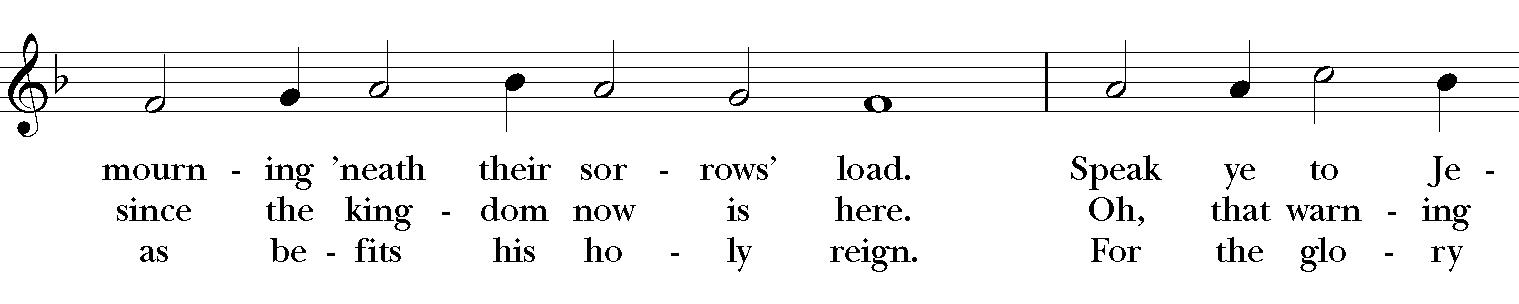 mourn - ing ’neath their sor - rows’ load. Speak ye to Je -
since the king - dom now is here. Oh, that warn - ing
as be - fits his ho - ly reign. For the glo - ry